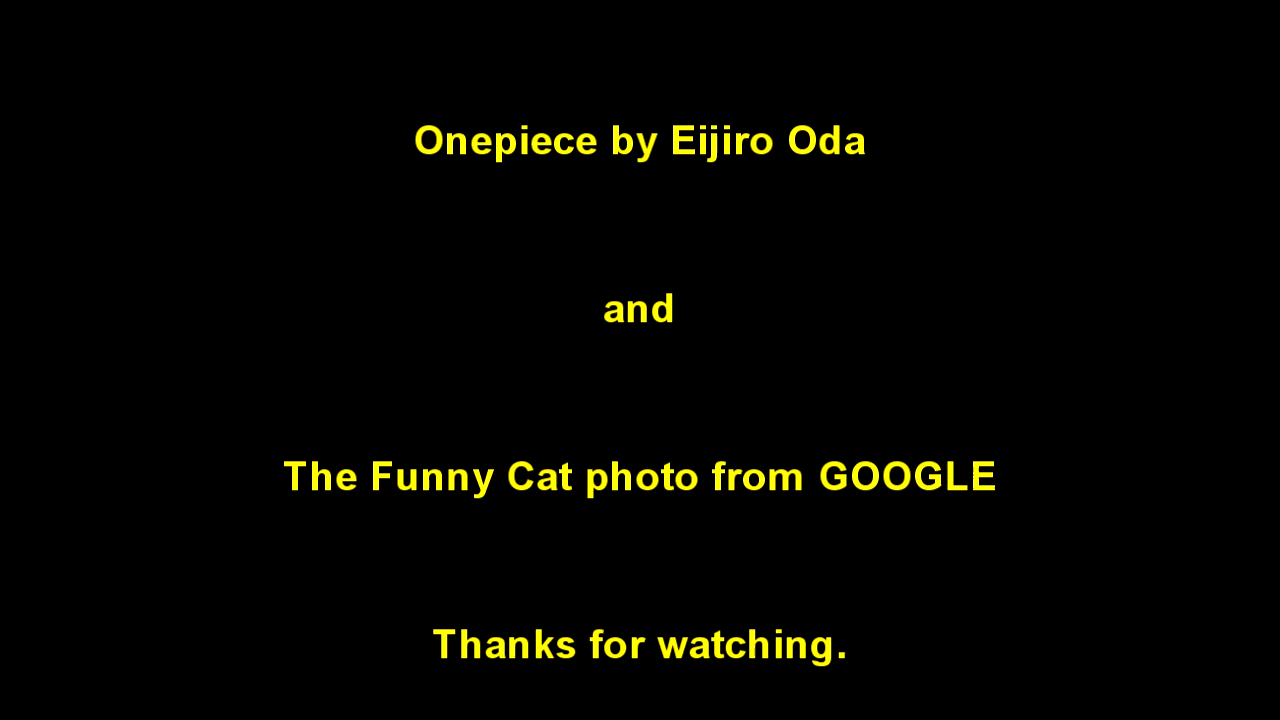 Onepiece by Eijiro Oda
and
The Funny Cat photo from GOOGLE
Thanks for watching.